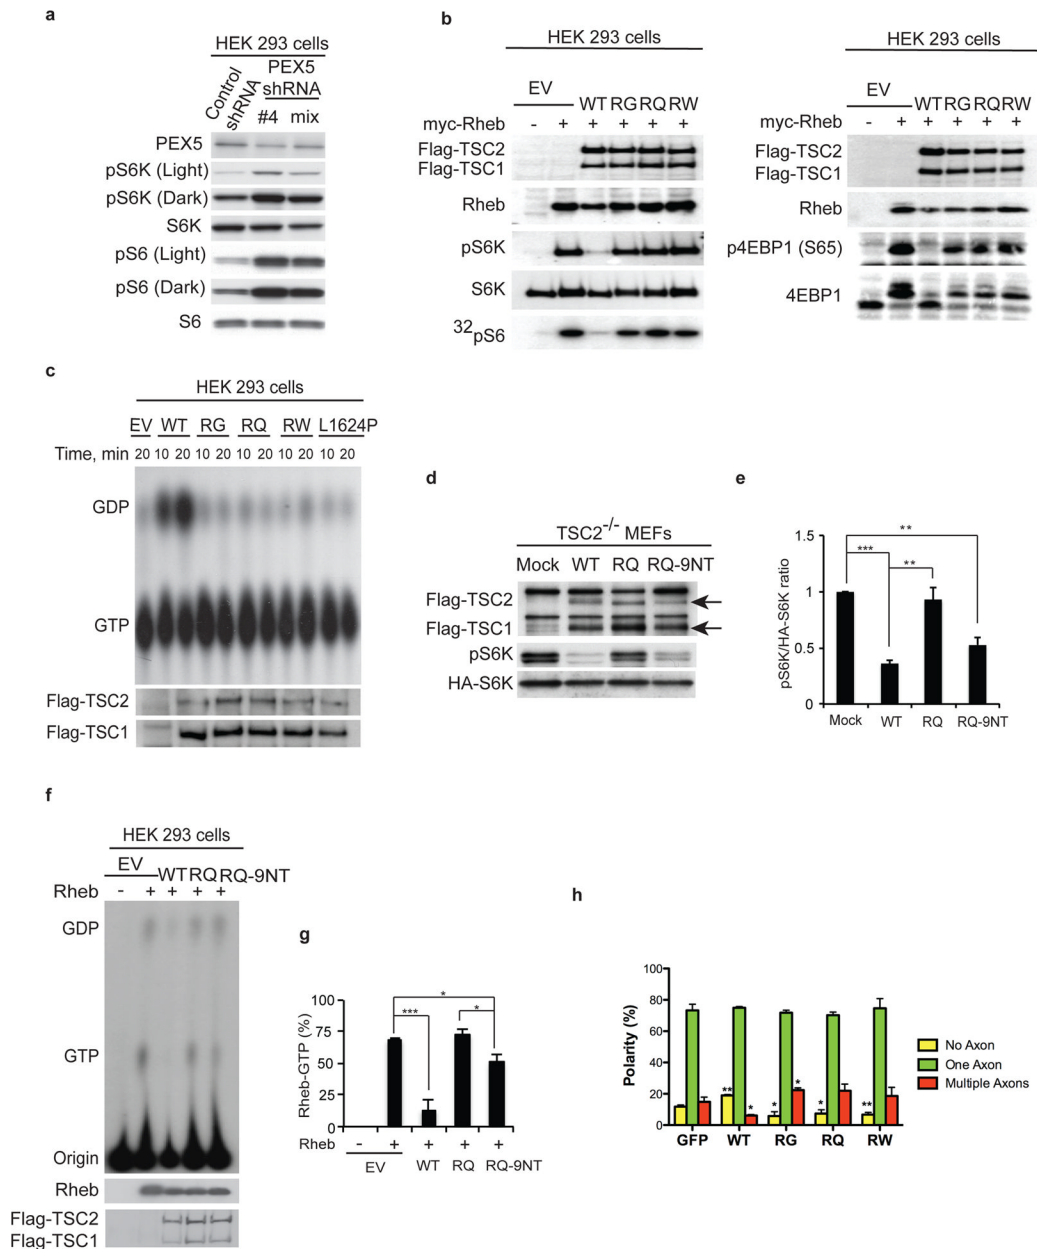 a
HEK 293 cells
Control shRNA
PEX5 shRNA
#4 mix
PEX5
pS6K (Light)
pS6K (Dark)
S6K
pS6 (Light)
pS6 (Dark)
S6
b
HEK 293 cells
EV
WT RG RQ RW
myc-Rheb - + + + + +
Flag-TSC2
Flag-TSC1
Rheb
pS6K
S6K
32pS6
HEK 293 cells
EV
WT RG RQ RW
myc-Rheb - + + + + +
Flag-TSC2
Flag-TSC1
Rheb
p4EBP1 (S65)
4EBP1
c
HEK 293 cells
EV WT RG RQ RW L1624P
Time, min 20 10 20 10 20 10 20 10 20 10 20
GDP
GTP
Flag-TSC2
Flag-TSC1
d
TSC2-/- MEFs
Mock WT RQ RQ-9NT
Flag-TSC2
Flag-TSC1
pS6K
HA-S6K
e
pS6K/HA-S6K ratio
1.5
1
0.5
0
**
*** **
Mock WT RQ RQ-9NT
f
HEK 293 cells
EV
WT RQ RQ-9NT
Rheb - + + + +
GDP
GTP
Origin
Rheb
Flag-TSC2
Flag-TSC1
g
Rheb-GTP (%)
100
75
50
25
0
*
*** *
Rheb - + + + +
EV WT RQ RQ-9NT
h
Polarity (%)
100
80
60
40
20
0
** * * * * **
GFP WT RG RQ RW
No Axon
One Axon
Multiple Axons